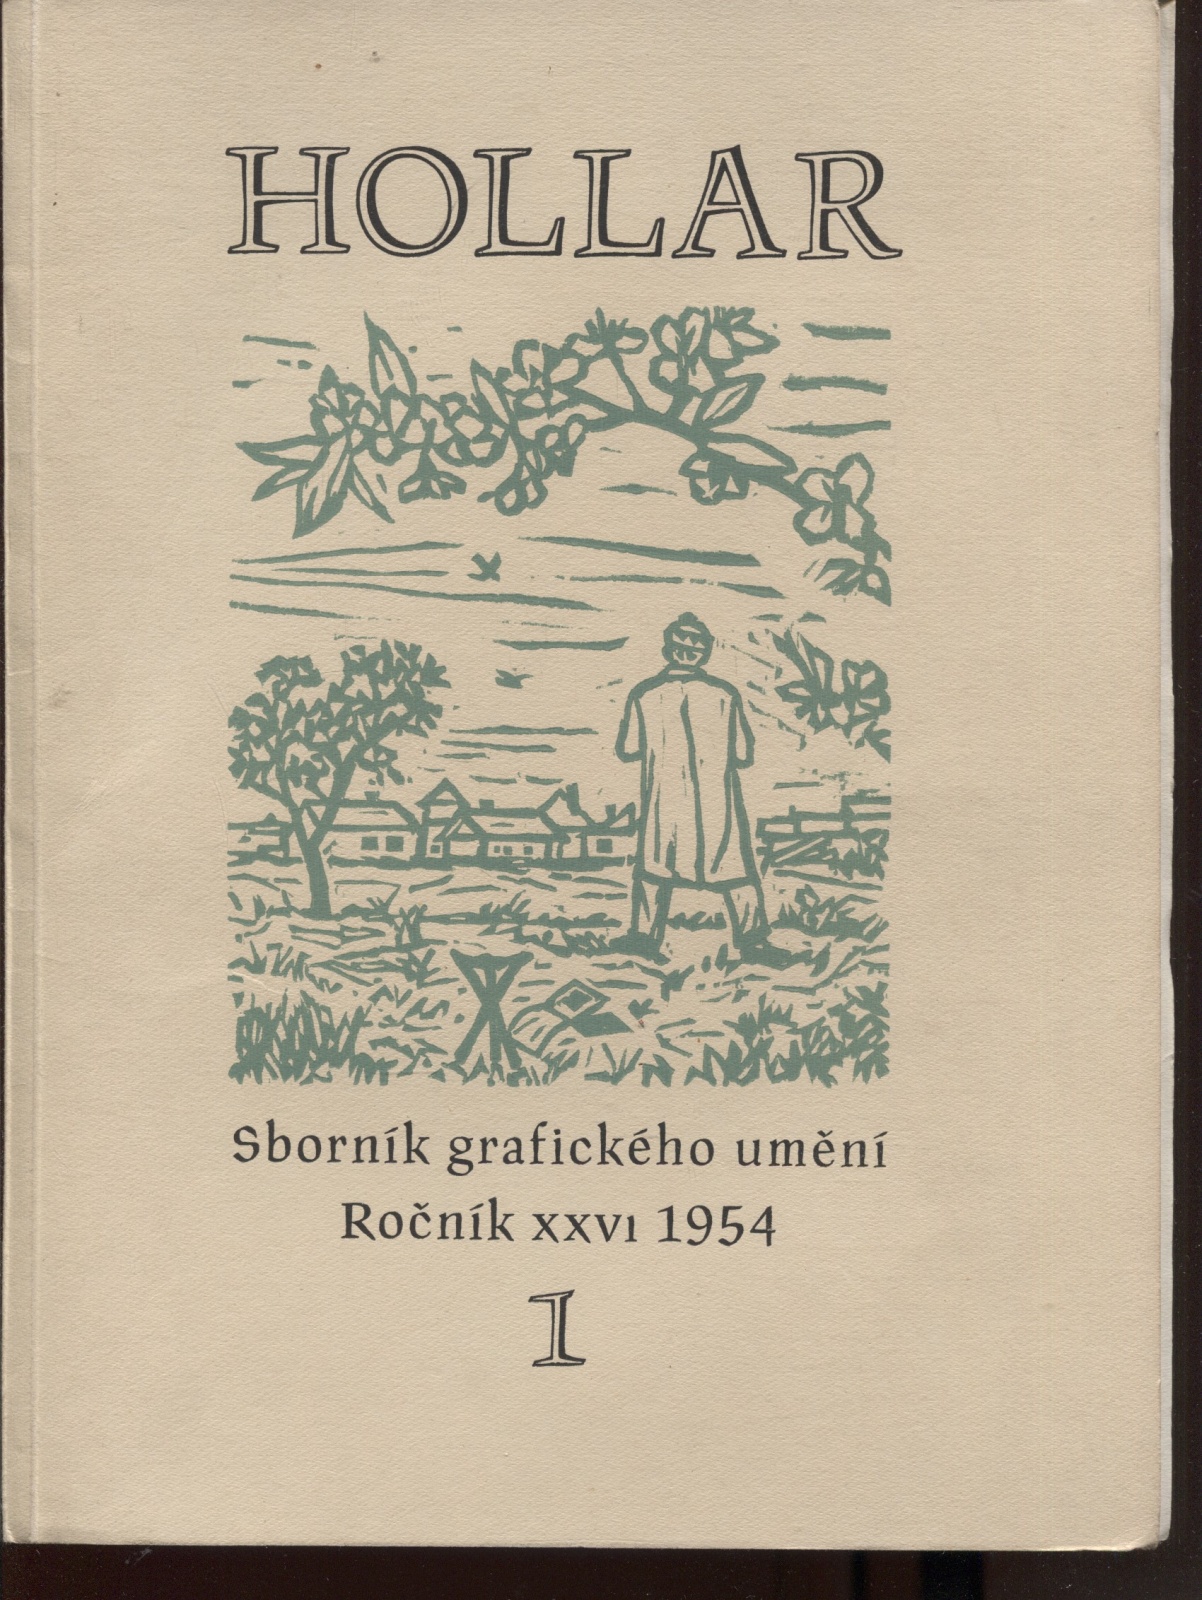 HOLLAR
Sborník grafického umění
Ročník XXVI 1954
1